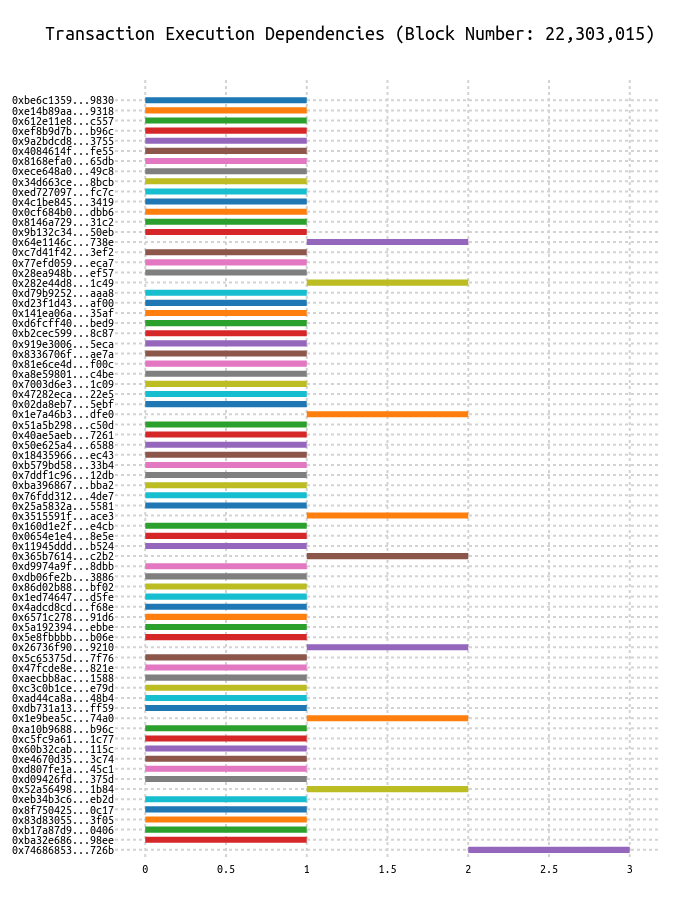 Transaction Execution Dependencies (Block Number: 22,303,015)
0xbe6c1359...9830
0xe14b89aa...9318
0x612e11e8...c557
0xef8b9d7b...b96c
0x9a2bdcd8...3755
0x4084614f...fe55
0x8168efa0...65db
0xece648a0...49c8
0x34d663ce...8bcb
0xed727097...fc7c
0x4c1be845...3419
0x0cf684b0...dbb6
0x8146a729...31c2
0x9b132c34...50eb
0x64e1146c...738e
0xc7d41f42...3ef2
0x77efd059...eca7
0x28ea948b...ef57
0x282e44d8...1c49
0xd79b9252...aaa8
0xd23f1d43...af00
0x141ea06a...35af
0xd6fcff40...bed9
0xb2cec599...8c87
0x919e3006...5eca
0x8336706f...ae7a
0x81e6ce4d...f00c
0xa8e59801...c4be
0x7003d6e3...1c09
0x47282eca...22e5
0x02da8eb7...5ebf
0x1e7a46b3...dfe0
0x51a5b298...c50d
0x40ae5aeb...7261
0x50e625a4...6588
0x18435966...ec43
0xb579bd58...33b4
0x7ddf1c96...12db
0xba396867...bba2
0x76fdd312...4de7
0x25a5832a...5581
0x3515591f...ace3
0x160d1e2f...e4cb
0x0654e1e4...8e5e
0x11945ddd...b524
0x365b7614...c2b2
0xd9974a9f...8dbb
0xdb06fe2b...3886
0x86d02b88...bf02
0x1ed74647...d5fe
0x4adcd8cd...f68e
0x6571c278...91d6
0x5a192394...ebbe
0x5e8fbbbb...b06e
0x26736f90...9210
0x5c65375d...7f76
0x47fcde8e...821e
0xaecbb8ac...1588
0xc3c0b1ce...e79d
0xad44ca8a...48b4
0xdb731a13...ff59
0x1e9bea5c...74a0
0xa10b9688...b96c
0xc5fc9a61...1c77
0x60b32cab...115c
0xe4670d35...3c74
0xd807fe1a...45c1
0xd09426fd...375d
0x52a56498...1b84
0xeb34b3c6...eb2d
0x8f750425...0c17
0x83d83055...3f05
0xb17a87d9...0406
0xba32e686...98ee
0x74686853...726b
0 0.5 1 1.5 2 2.5 3